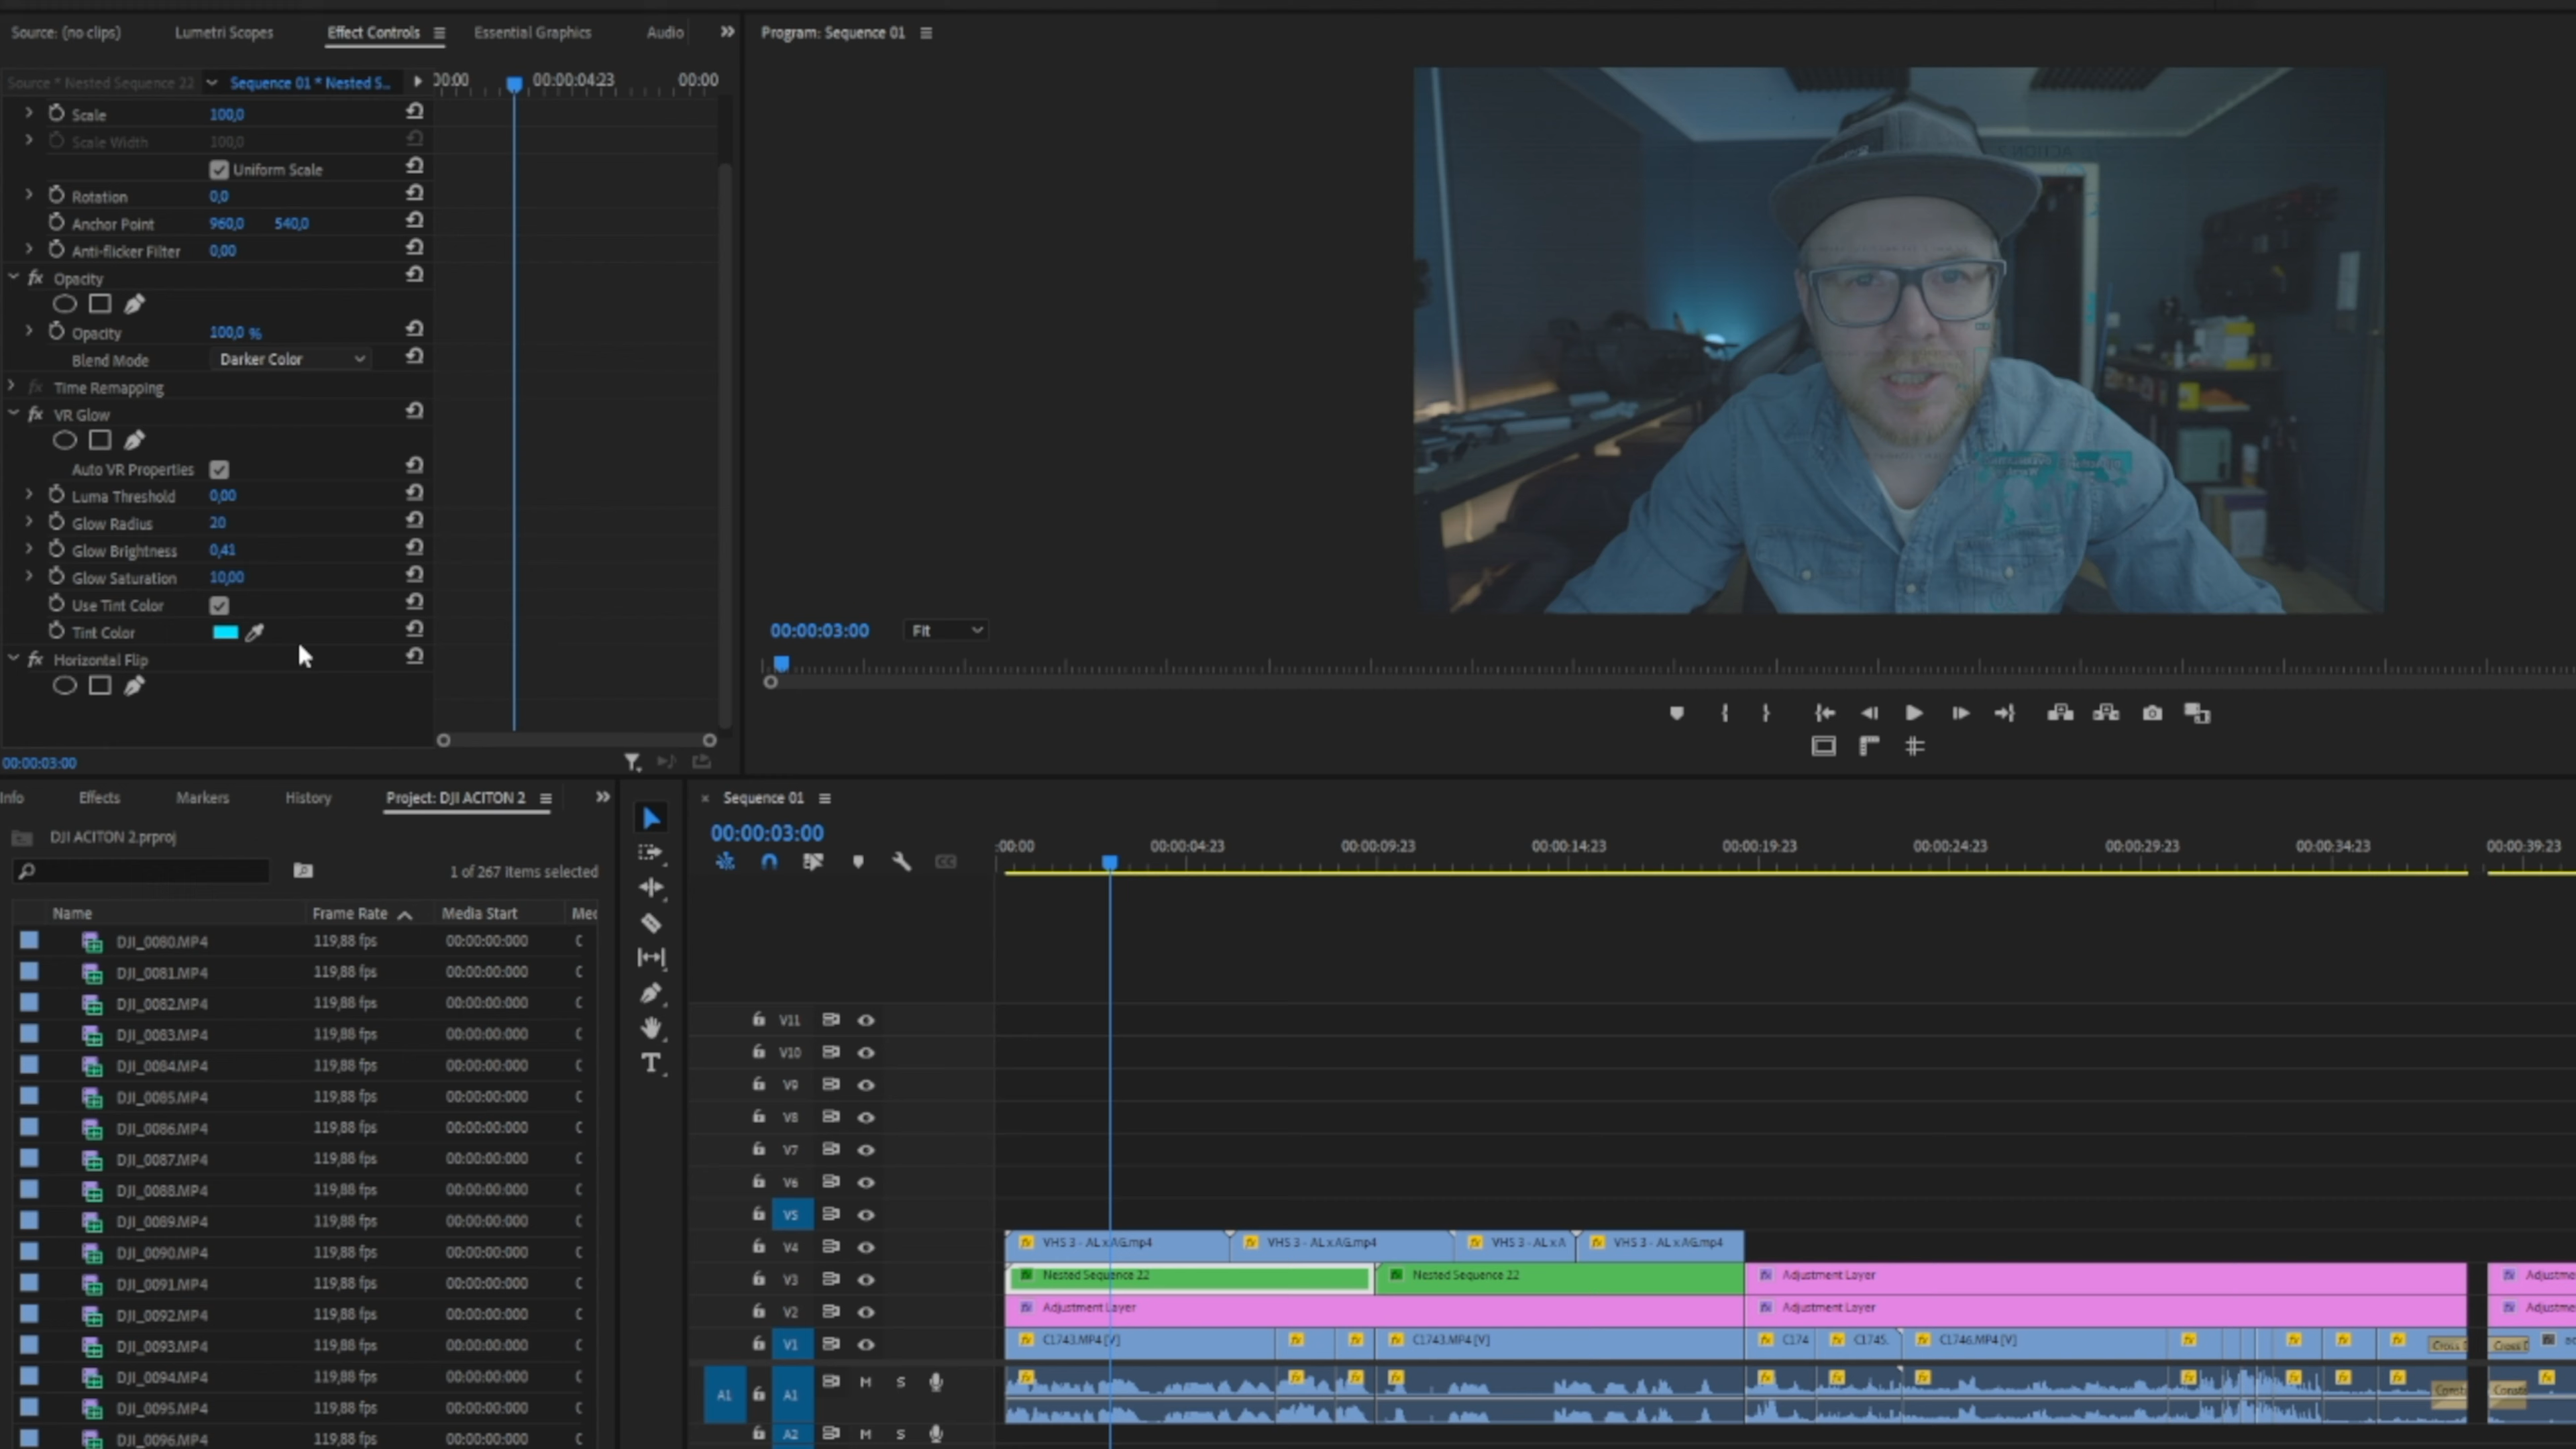 Source: (no clips)
Lumetri Scopes
Effect Controls
Essential Graphics
Audio
Source * Nested Sequence 22
Sequence 01 * Nested S...
00:00
00:00:04:23
00:00
Scale 100,0
Scale Width 100,0
Uniform Scale
Rotation 0,0
Anchor Point 960,0 540,0
Anti-flicker Filter 0,00
fx Opacity
Opacity 100,0 %
Blend Mode Darker Color
fx Time Remapping
fx VR Glow
Auto VR Properties
Luma Threshold 0,00
Glow Radius 20
Glow Brightness 0,41
Glow Saturation 10,00
Use Tint Color
Tint Color
fx Horizontal Flip
00:00:03:00
Program: Sequence 01
00:00:03:00 Fit
Info
Effects
Markers
History
Project: DJI ACITON 2
DJI ACITON 2.prproj
1 of 267 items selected
Name Frame Rate Media Start Med
DJI_0080.MP4 119,88 fps 00:00:00:000
DJI_0081.MP4 119,88 fps 00:00:00:000
DJI_0082.MP4 119,88 fps 00:00:00:000
DJI_0083.MP4 119,88 fps 00:00:00:000
DJI_0084.MP4 119,88 fps 00:00:00:000
DJI_0085.MP4 119,88 fps 00:00:00:000
DJI_0086.MP4 119,88 fps 00:00:00:000
DJI_0087.MP4 119,88 fps 00:00:00:000
DJI_0088.MP4 119,88 fps 00:00:00:000
DJI_0089.MP4 119,88 fps 00:00:00:000
DJI_0090.MP4 119,88 fps 00:00:00:000
DJI_0091.MP4 119,88 fps 00:00:00:000
DJI_0092.MP4 119,88 fps 00:00:00:000
DJI_0093.MP4 119,88 fps 00:00:00:000
DJI_0094.MP4 119,88 fps 00:00:00:000
DJI_0095.MP4 119,88 fps 00:00:00:000
DJI_0096.MP4 119,88 fps 00:00:00:000
× Sequence 01
00:00:03:00
:00:00 00:00:04:23 00:00:09:23 00:00:14:23 00:00:19:23 00:00:24:23 00:00:29:23 00:00:34:23 00:00:39:23
V11
V10
V9
V8
V7
V6
V5
V4 VHS 3 - AL x AG.mp4 VHS 3 - AL x AG.mp4 VHS 3 - AL x A VHS 3 - AL x AG.mp4
V3 Nested Sequence 22 Nested Sequence 22 Adjustment Layer Adjustme
V2 Adjustment Layer Adjustment Layer Adjustme
V1 C1743.MP4 [V] C1743.MP4 [V] C174 C1745. C1746.MP4 [V] Cross Cross
A1 A1 M S Const Const
A2 M S